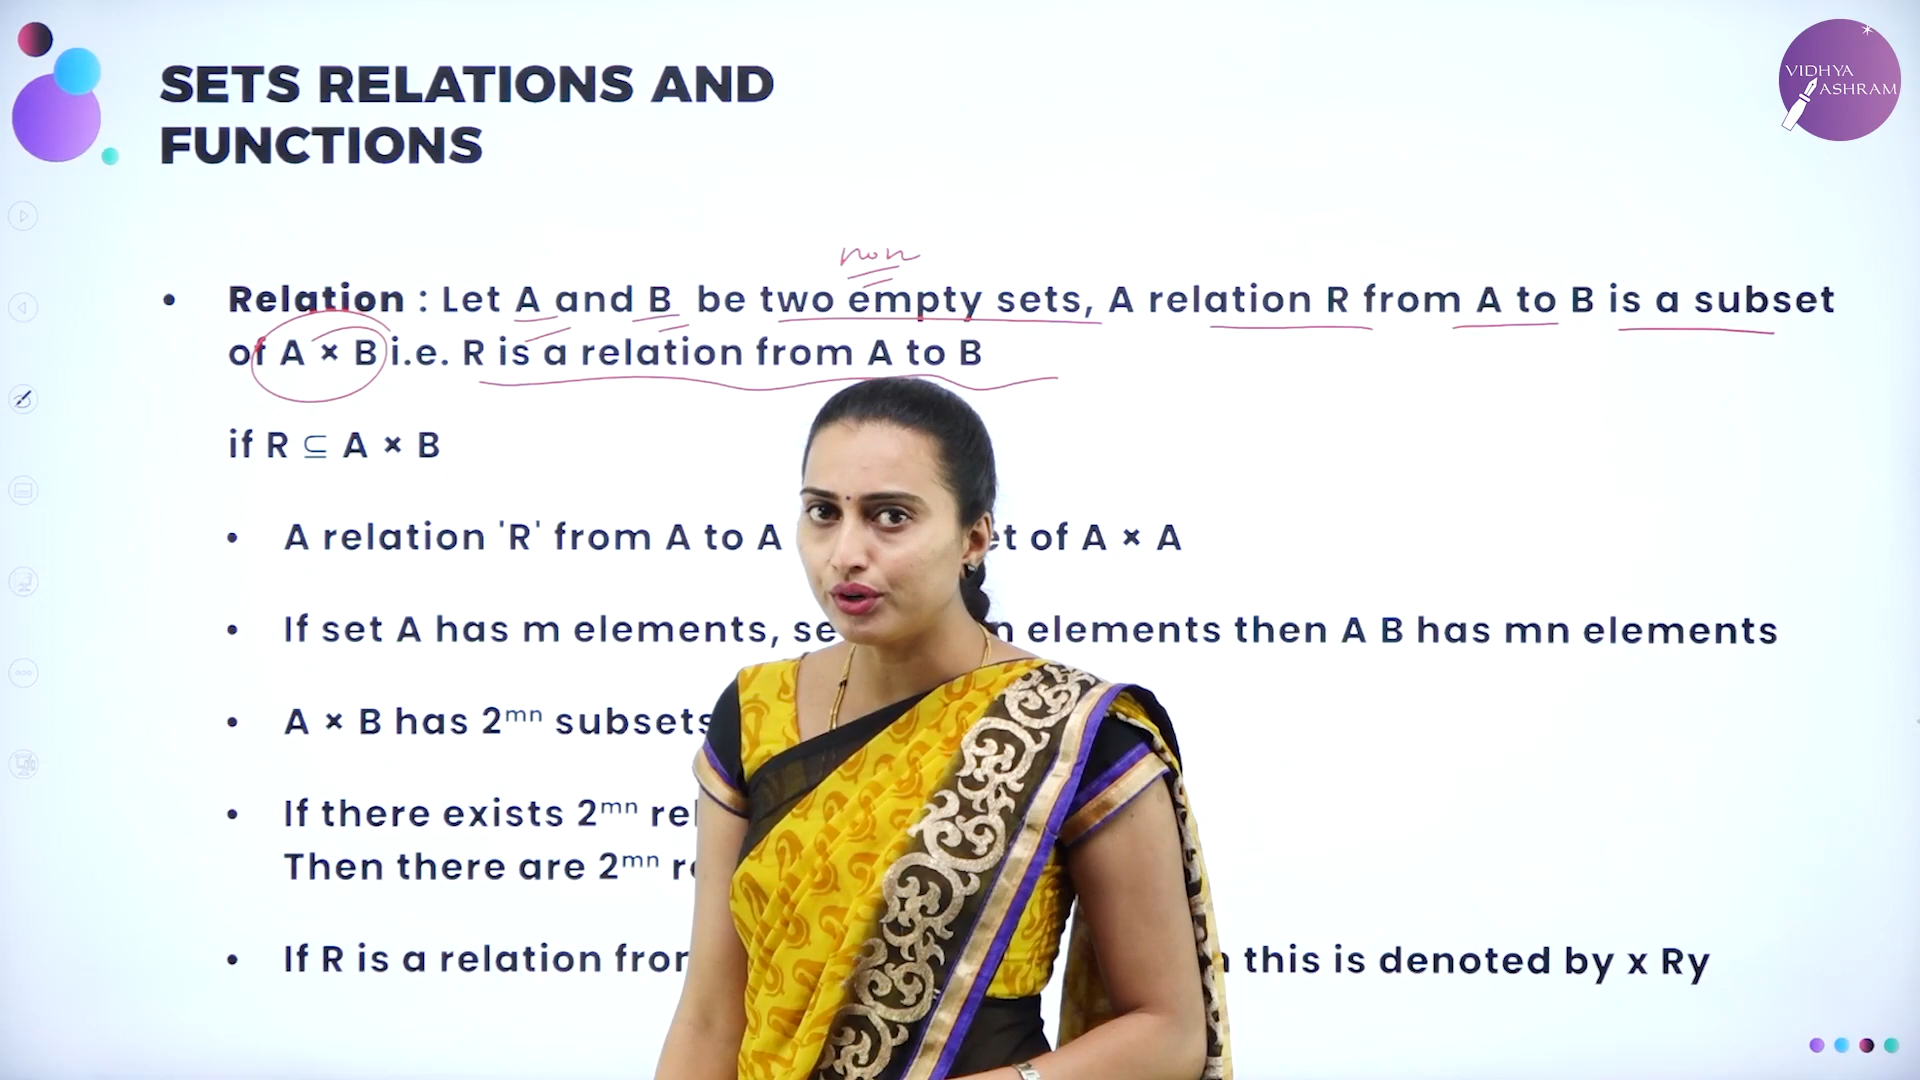 SETS RELATIONS AND
FUNCTIONS
VIDHYA
ASHRAM
non
• Relation : Let A and B be two empty sets, A relation R from A to B is a subset
of A × B i.e. R is a relation from A to B
if R ⊆ A × B
• A relation 'R' from A to A of A × A
• If set A has m elements, elements then A B has mn elements
• A × B has 2ᵐⁿ subsets
• If there exists 2ᵐⁿ
Then there are 2ᵐⁿ
• If R is a relation this is denoted by x Ry